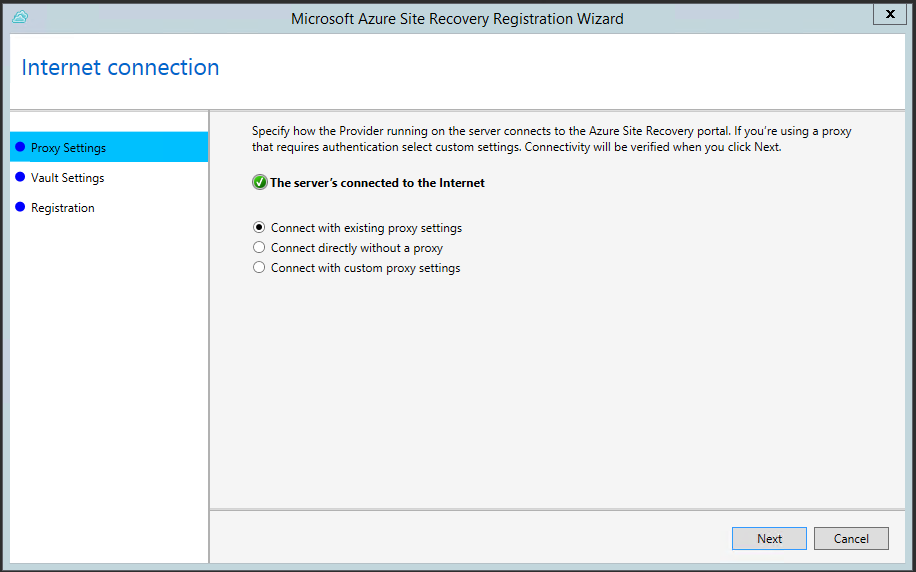 Microsoft Azure Site Recovery Registration Wizard
x
Internet connection
Proxy Settings
Vault Settings
Registration
Specify how the Provider running on the server connects to the Azure Site Recovery portal. If you're using a proxy
that requires authentication select custom settings. Connectivity will be verified when you click Next.
The server's connected to the Internet
Connect with existing proxy settings
Connect directly without a proxy
Connect with custom proxy settings
Next
Cancel